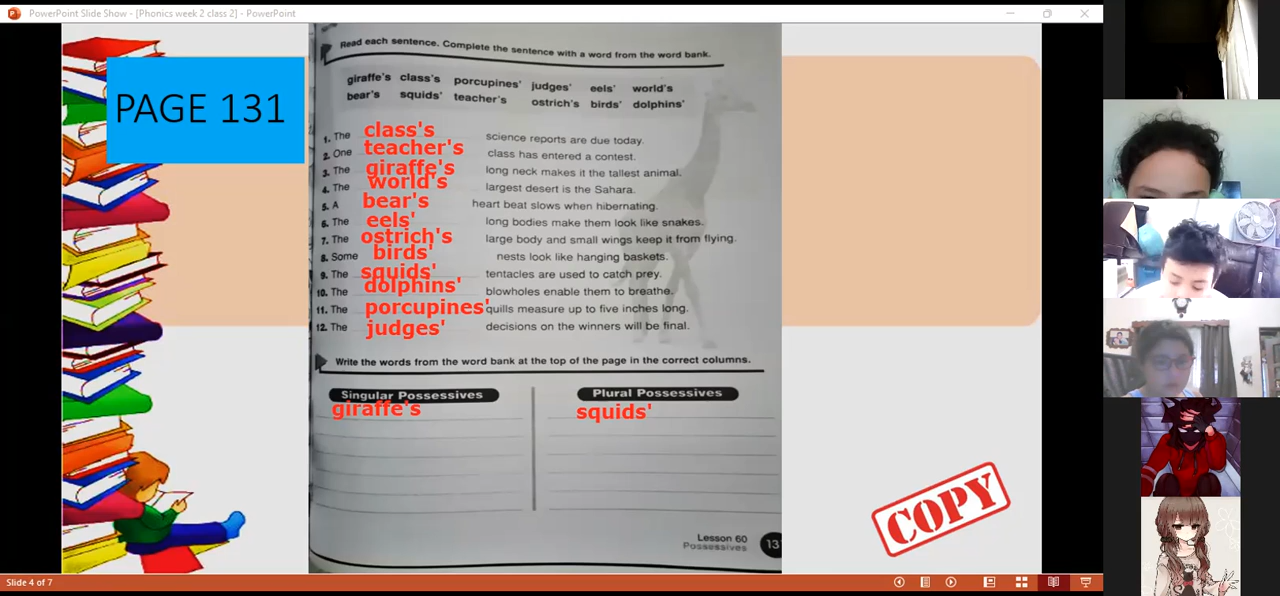 PowerPoint Slide Show - [Phonics week 2 class 2] - PowerPoint
PAGE 131
Read each sentence. Complete the sentence with a word from the word bank.
giraffe's class's porcupines' judges' eels' world's
bear's squids' teacher's ostrich's birds' dolphins'
1. The class's science reports are due today.
2. One teacher's class has entered a contest.
3. The giraffe's long neck makes it the tallest animal.
4. The world's largest desert is the Sahara.
5. A bear's heart beat slows when hibernating.
6. The eels' long bodies make them look like snakes.
7. The ostrich's large body and small wings keep it from flying.
8. Some birds' nests look like hanging baskets.
9. The squids' tentacles are used to catch prey.
10. The dolphins' blowholes enable them to breathe.
11. The porcupines' quills measure up to five inches long.
12. The judges' decisions on the winners will be final.
Write the words from the word bank at the top of the page in the correct columns.
Singular Possessives Plural Possessives
giraffe's squids'
COPY
Lesson 60
Possessives
Slide 4 of 7